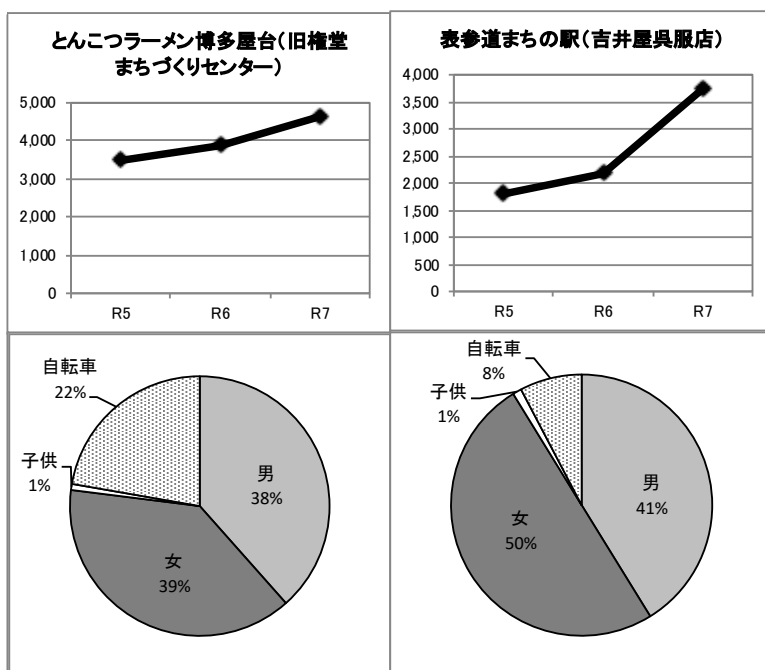 とんこつラーメン博多屋台(旧権堂
まちづくりセンター)
5,000
4,000
3,000
2,000
1,000
0
R5
R6
R7
表参道まちの駅(吉井屋呉服店)
4,000
3,500
3,000
2,500
2,000
1,500
1,000
500
0
R5
R6
R7
自転車
22%
子供
1%
男
38%
女
39%
自転車
8%
子供
1%
男
41%
女
50%